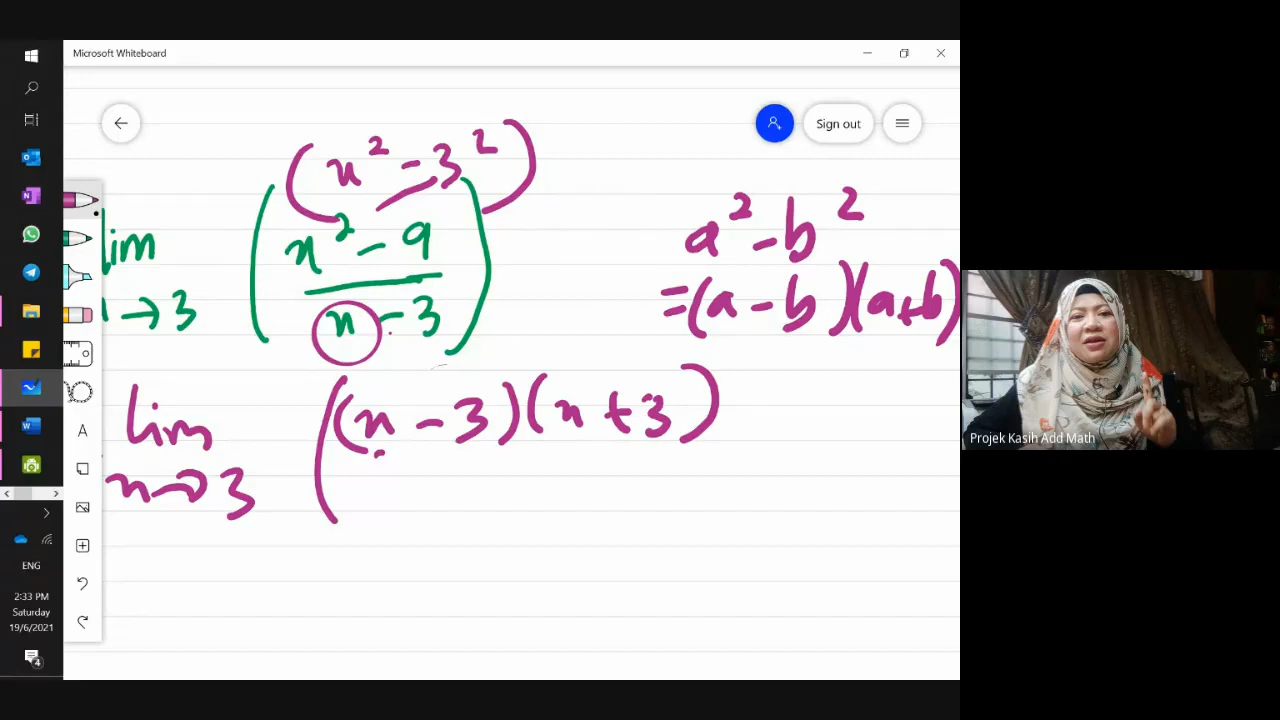 Microsoft Whiteboard
Sign out
(x² - 3²)
lim (x² - 9)
x → 3 x - 3
a² - b²
= (a - b)(a + b)
lim ((x - 3)(x + 3)
x → 3
Projek Kasih Add Math
A
ENG
2:33 PM
Saturday
19/6/2021
4